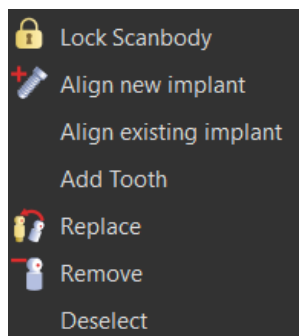 Lock Scanbody
Align new implant
Align existing implant
Add Tooth
Replace
Remove
Deselect